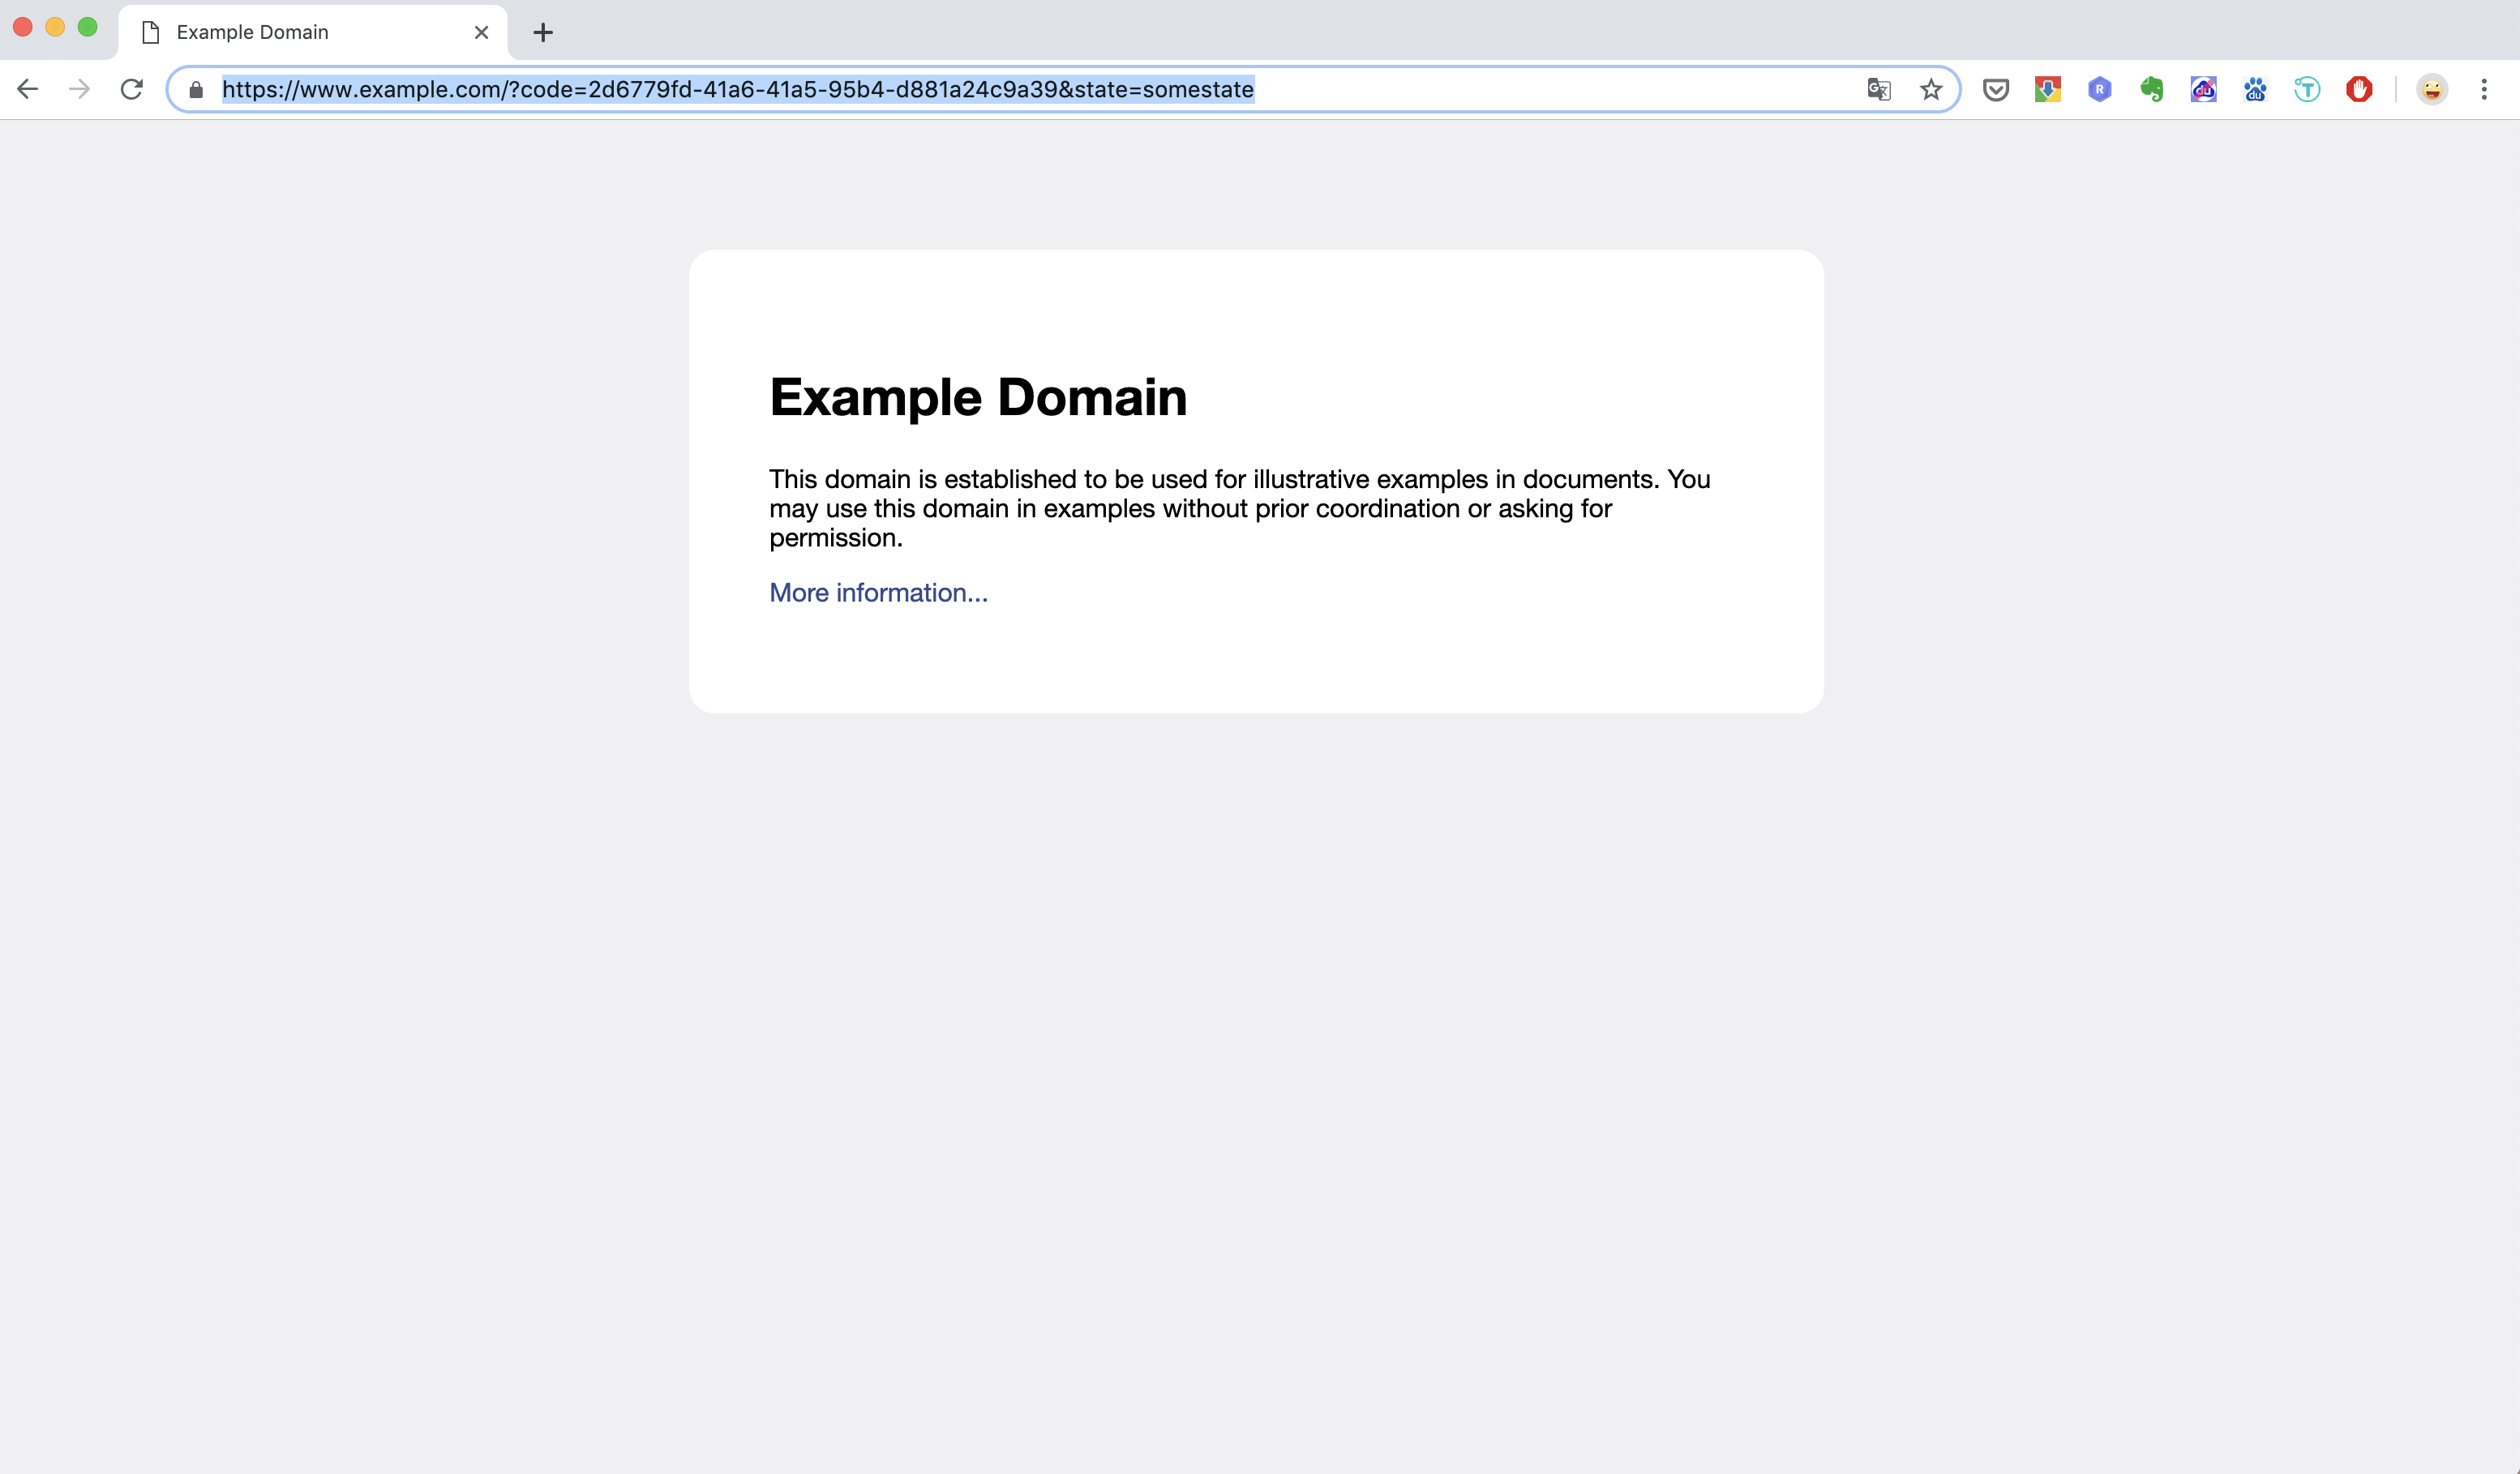 Example Domain
https://www.example.com/?code=2d6779fd-41a6-41a5-95b4-d881a24c9a39&state=somestate
Example Domain
This domain is established to be used for illustrative examples in documents. You
may use this domain in examples without prior coordination or asking for
permission.
More information...